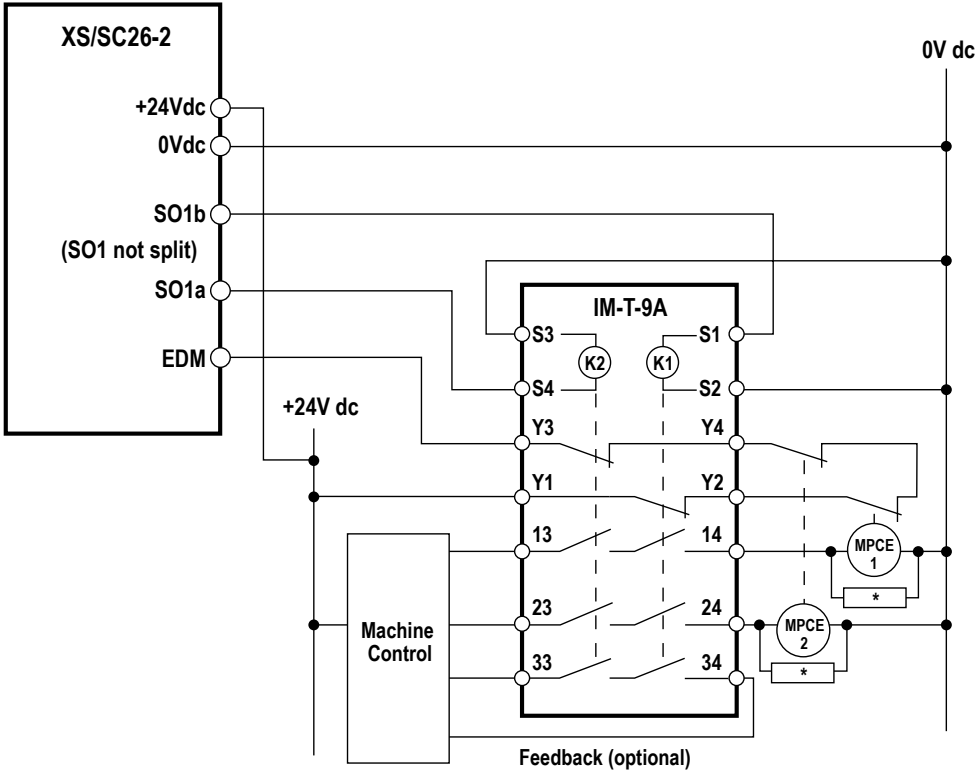 XS/SC26-2
0V dc
+24Vdc
0Vdc
SO1b
(SO1 not split)
SO1a
EDM
+24V dc
IM-T-9A
S3
S1
K2
K1
S4
S2
Y3
Y4
Y1
Y2
13
14
MPCE
1
*
23
24
MPCE
2
*
Machine
Control
33
34
Feedback (optional)